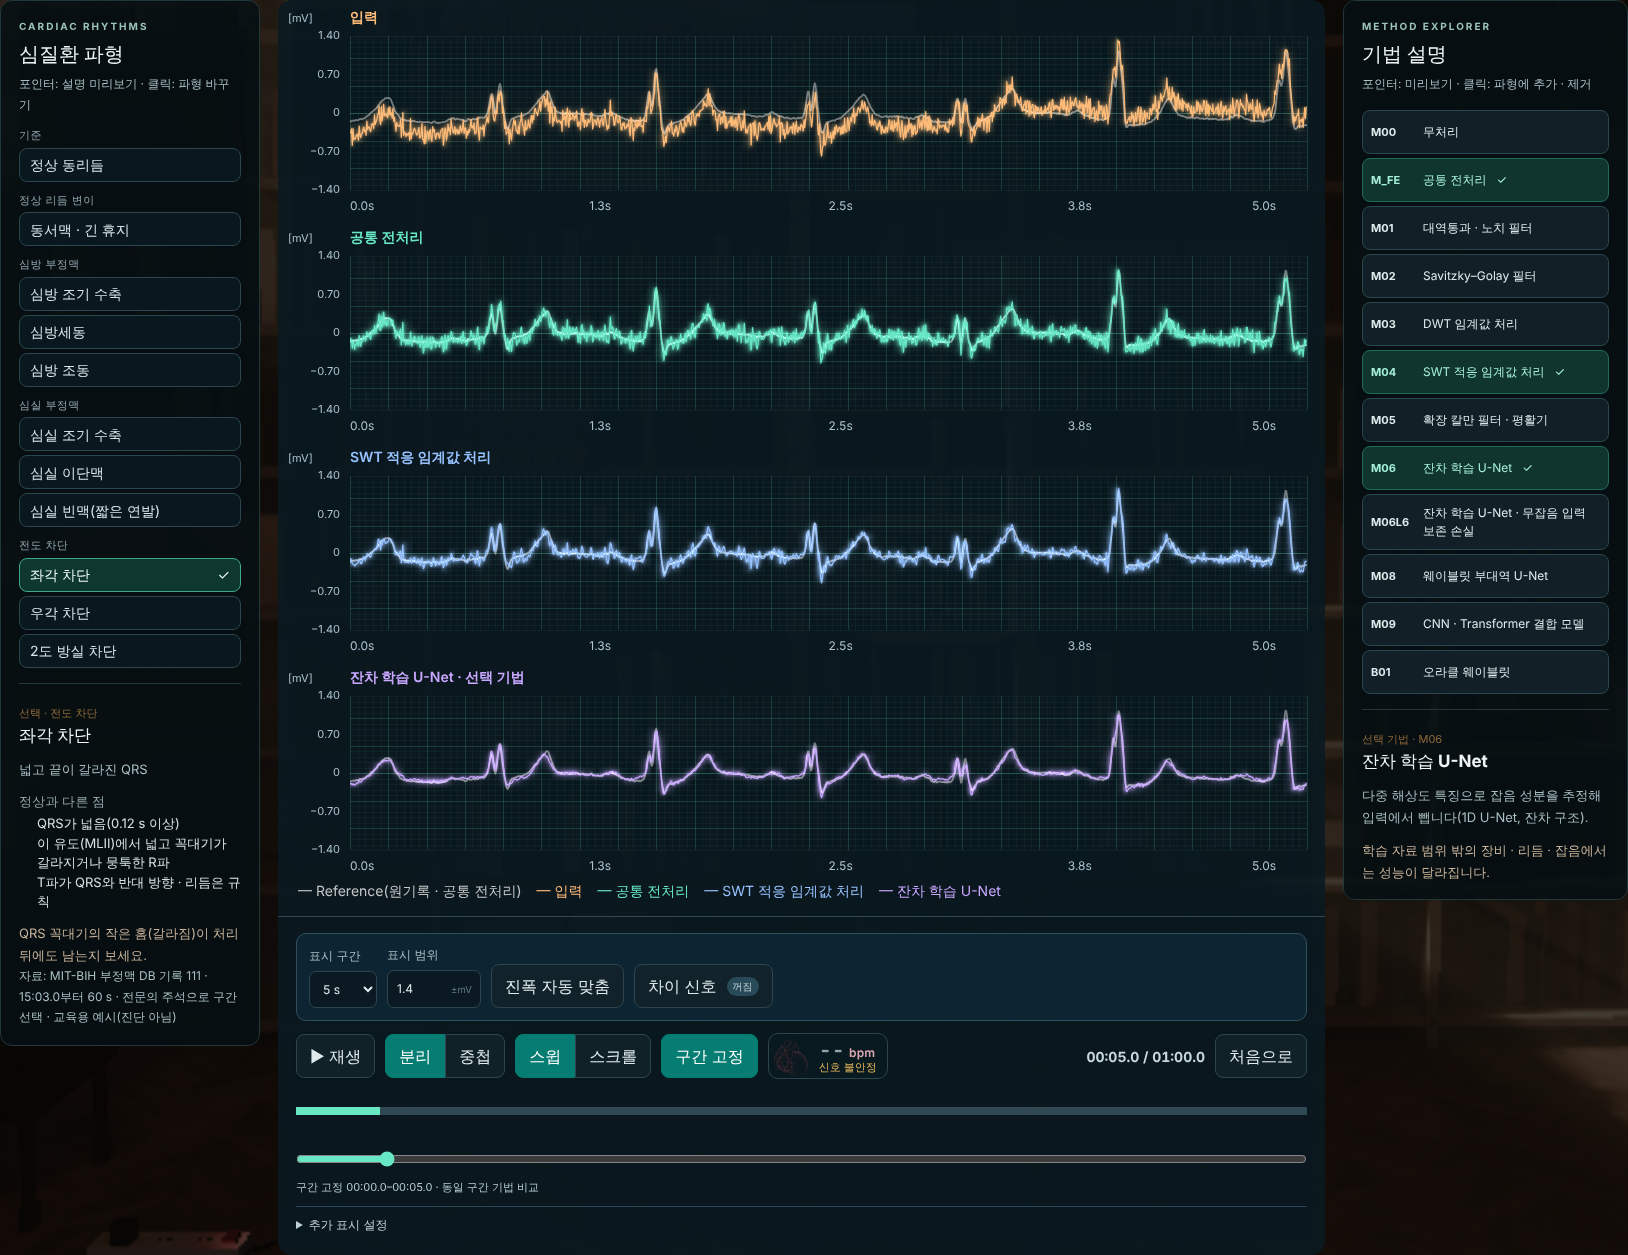 CARDIAC RHYTHMS
심질환 파형
포인터: 설명 미리보기 · 클릭: 파형 바꾸
기
기준
정상 동리듬
정상 리듬 변이
동서맥 · 긴 휴지
심방 부정맥
심방 조기 수축
심방세동
심방 조동
심실 부정맥
심실 조기 수축
심실 이단맥
심실 빈맥(짧은 연발)
전도 차단
좌각 차단 ✓
우각 차단
2도 방실 차단
선택 · 전도 차단
좌각 차단
넓고 끝이 갈라진 QRS
정상과 다른 점
QRS가 넓음(0.12 s 이상)
이 유도(MLII)에서 넓고 꼭대기가
갈라지거나 뭉툭한 R파
T파가 QRS와 반대 방향 · 리듬은 규
칙
QRS 꼭대기의 작은 홈(갈라짐)이 처리
뒤에도 남는지 보세요.
자료: MIT-BIH 부정맥 DB 기록 111 ·
15:03.0부터 60 s · 전문의 주석으로 구간
선택 · 교육용 예시(진단 아님)
[mV] 입력
1.40
0.70
0
−0.70
−1.40
0.0s 1.3s 2.5s 3.8s 5.0s
[mV] 공통 전처리
1.40
0.70
0
−0.70
−1.40
0.0s 1.3s 2.5s 3.8s 5.0s
[mV] SWT 적응 임계값 처리
1.40
0.70
0
−0.70
−1.40
0.0s 1.3s 2.5s 3.8s 5.0s
[mV] 잔차 학습 U-Net · 선택 기법
1.40
0.70
0
−0.70
−1.40
0.0s 1.3s 2.5s 3.8s 5.0s
— Reference(원기록 · 공통 전처리) — 입력 — 공통 전처리 — SWT 적응 임계값 처리 — 잔차 학습 U-Net
표시 구간 표시 범위
5 s 1.4 ±mV 진폭 자동 맞춤 차이 신호 꺼짐
▶ 재생 분리 중첩 스윕 스크롤 구간 고정 -- bpm 00:05.0 / 01:00.0 처음으로
신호 불안정
구간 고정 00:00.0–00:05.0 · 동일 구간 기법 비교
▶ 추가 표시 설정
METHOD EXPLORER
기법 설명
포인터: 미리보기 · 클릭: 파형에 추가 · 제거
M00 무처리
M_FE 공통 전처리 ✓
M01 대역통과 · 노치 필터
M02 Savitzky–Golay 필터
M03 DWT 임계값 처리
M04 SWT 적응 임계값 처리 ✓
M05 확장 칼만 필터 · 평활기
M06 잔차 학습 U-Net ✓
M06L6 잔차 학습 U-Net · 무잡음 입력
보존 손실
M08 웨이블릿 부대역 U-Net
M09 CNN · Transformer 결합 모델
B01 오라클 웨이블릿
선택 기법 · M06
잔차 학습 U-Net
다중 해상도 특징으로 잡음 성분을 추정해
입력에서 뺍니다(1D U-Net, 잔차 구조).
학습 자료 범위 밖의 장비 · 리듬 · 잡음에서
는 성능이 달라집니다.